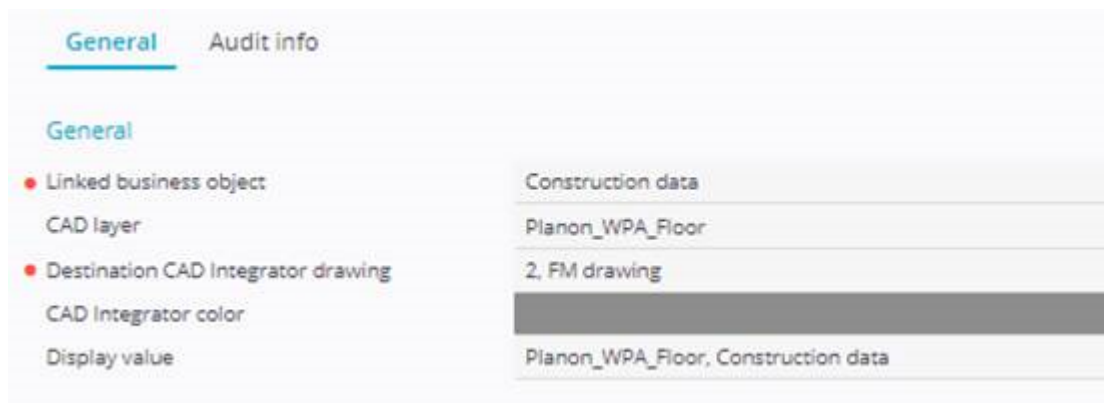 General Audit info
General
Linked business object Construction data
CAD layer Planon_WPA_Floor
Destination CAD Integrator drawing 2, FM drawing
CAD Integrator color
Display value Planon_WPA_Floor, Construction data